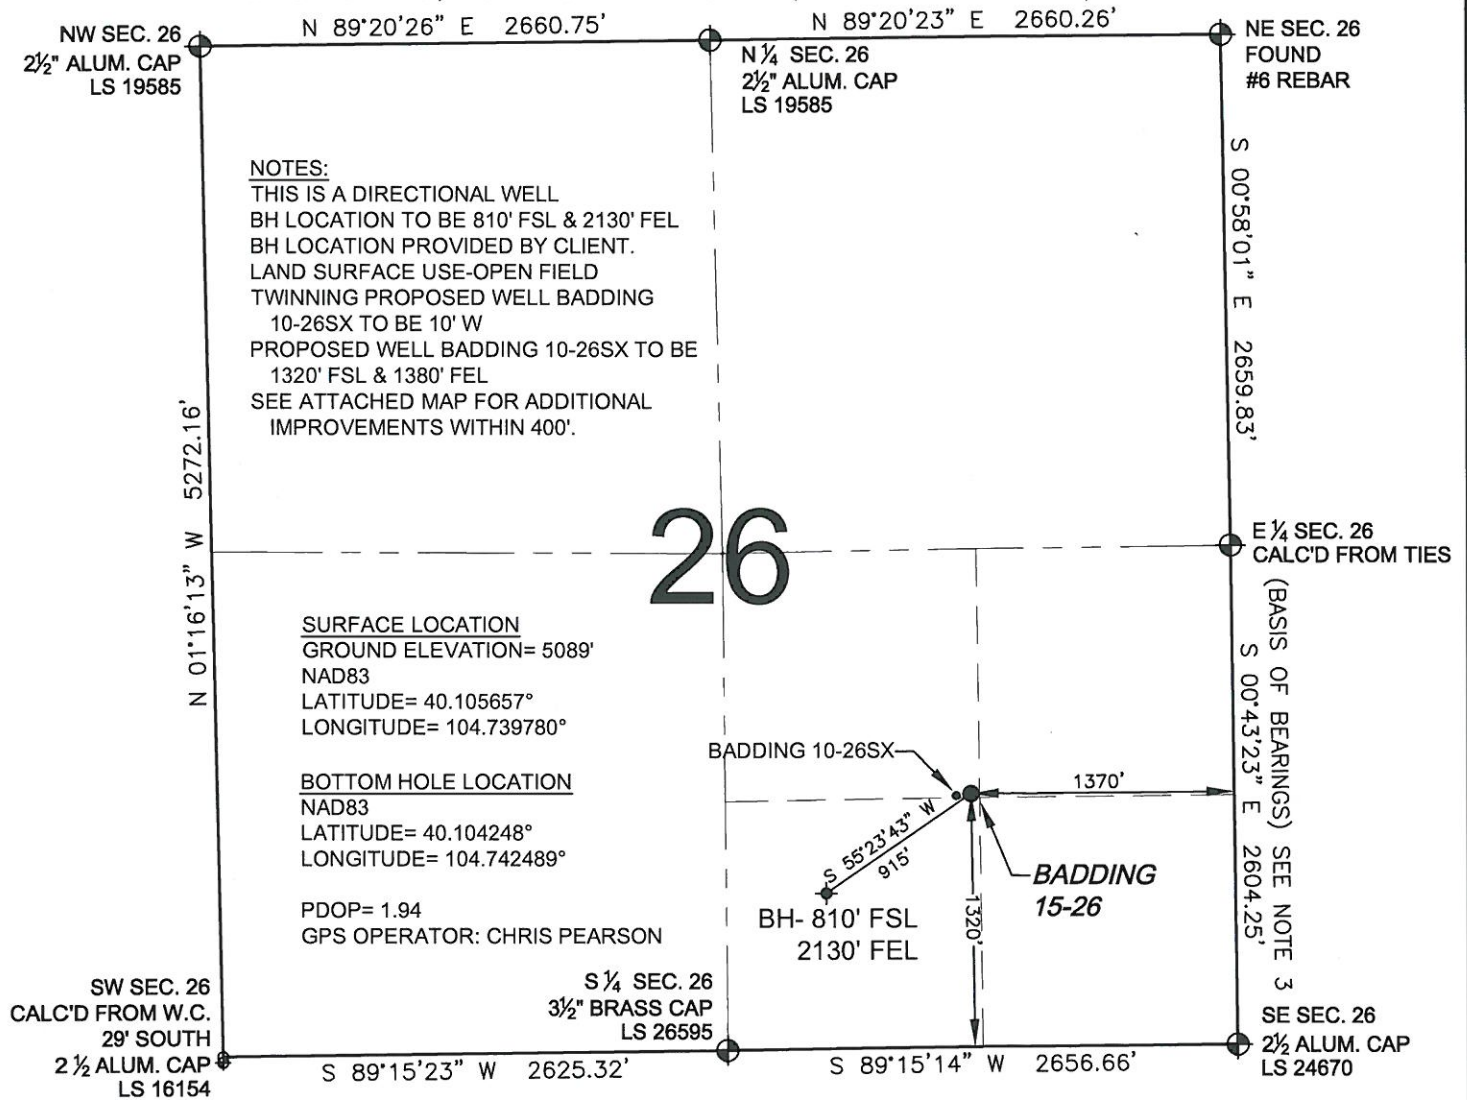 N 89°20'26" E 2660.75'
N 89°20'23" E 2660.26'
NW SEC. 26
2½" ALUM. CAP
LS 19585
N ¼ SEC. 26
2½" ALUM. CAP
LS 19585
NE SEC. 26
FOUND
#6 REBAR
NOTES:
THIS IS A DIRECTIONAL WELL
BH LOCATION TO BE 810' FSL & 2130' FEL
BH LOCATION PROVIDED BY CLIENT.
LAND SURFACE USE-OPEN FIELD
TWINNING PROPOSED WELL BADDING
10-26SX TO BE 10' W
PROPOSED WELL BADDING 10-26SX TO BE
1320' FSL & 1380' FEL
SEE ATTACHED MAP FOR ADDITIONAL
IMPROVEMENTS WITHIN 400'.
S 00°58'01" E 2659.83'
N 01°16'13" W 5272.16'
26
E ¼ SEC. 26
CALC'D FROM TIES
(BASIS OF BEARINGS) SEE NOTE 3
S 00°43'23" E 2604.25'
SURFACE LOCATION
GROUND ELEVATION= 5089'
NAD83
LATITUDE= 40.105657°
LONGITUDE= 104.739780°
BOTTOM HOLE LOCATION
NAD83
LATITUDE= 40.104248°
LONGITUDE= 104.742489°
PDOP= 1.94
GPS OPERATOR: CHRIS PEARSON
BADDING 10-26SX
1370'
S 55°23'43" W
915'
BADDING
15-26
1320'
BH- 810' FSL
2130' FEL
SW SEC. 26
CALC'D FROM W.C.
29' SOUTH
2 ½ ALUM. CAP
LS 16154
S ¼ SEC. 26
3½" BRASS CAP
LS 26595
SE SEC. 26
2½ ALUM. CAP
LS 24670
S 89°15'23" W 2625.32'
S 89°15'14" W 2656.66'